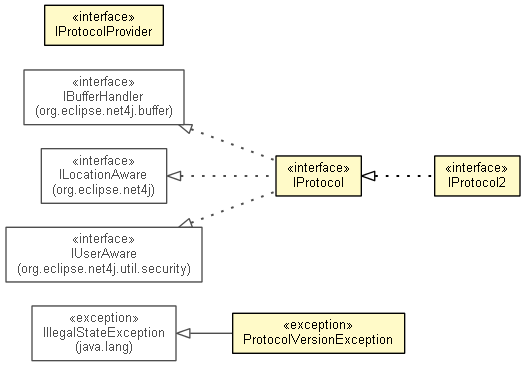 «interface»
IProtocolProvider
«interface»
IBufferHandler
(org.eclipse.net4j.buffer)
«interface»
ILocationAware
(org.eclipse.net4j)
«interface»
IProtocol
«interface»
IProtocol2
«interface»
IUserAware
(org.eclipse.net4j.util.security)
«exception»
IllegalStateException
(java.lang)
«exception»
ProtocolVersionException